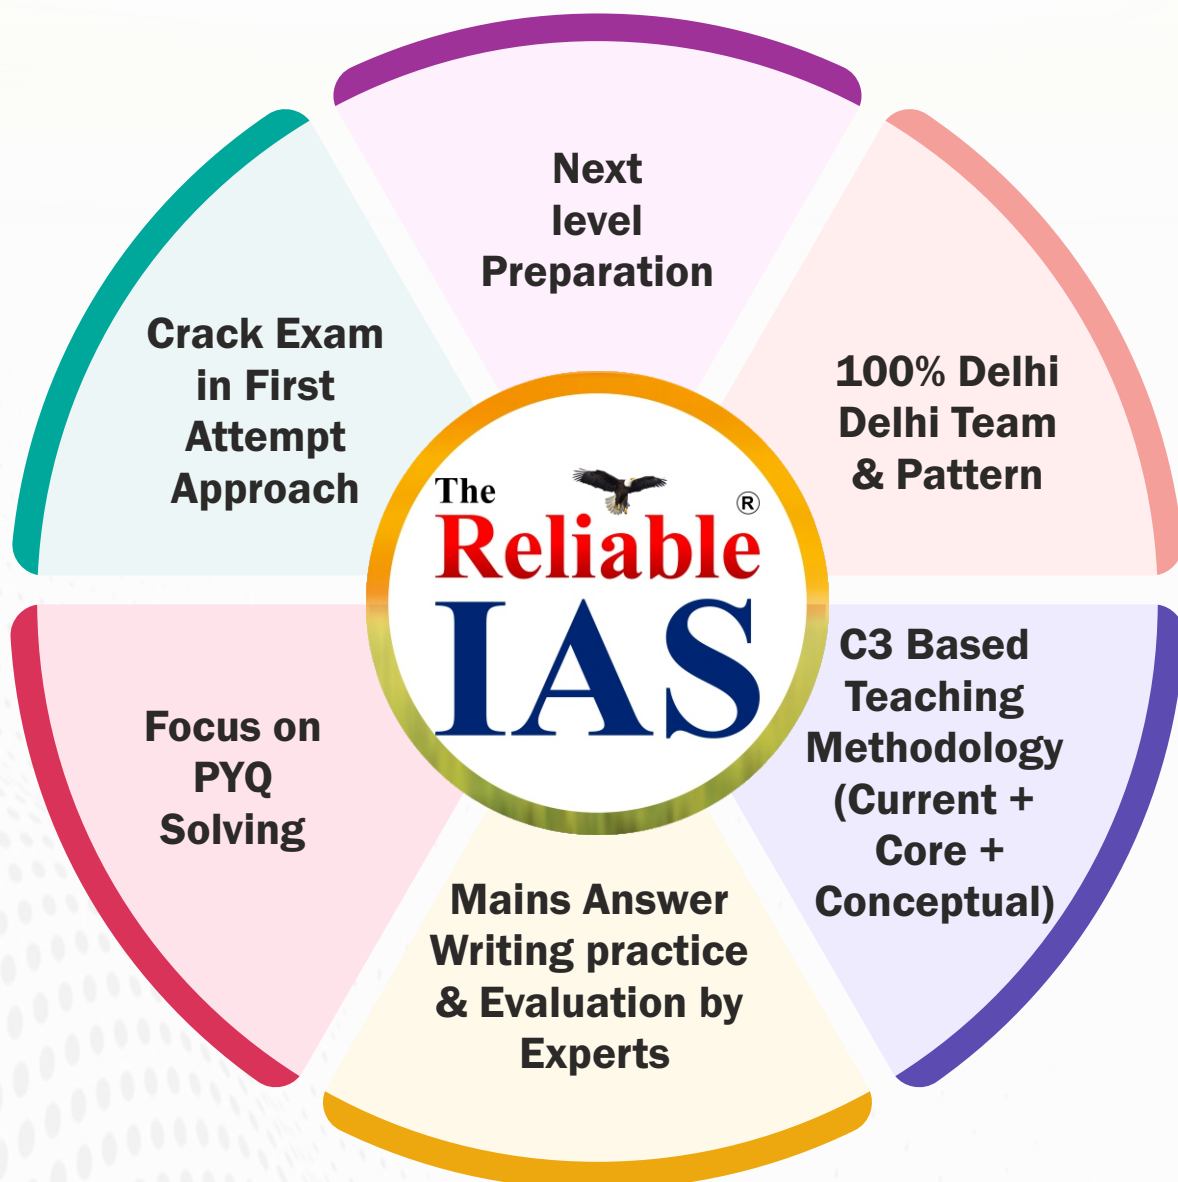 Next
level
Preparation
100% Delhi
Delhi Team
& Pattern
C3 Based
Teaching
Methodology
(Current +
Core +
Conceptual)
Mains Answer
Writing practice
& Evaluation by
Experts
Focus on
PYQ
Solving
Crack Exam
in First
Attempt
Approach
The
Reliable®
IAS